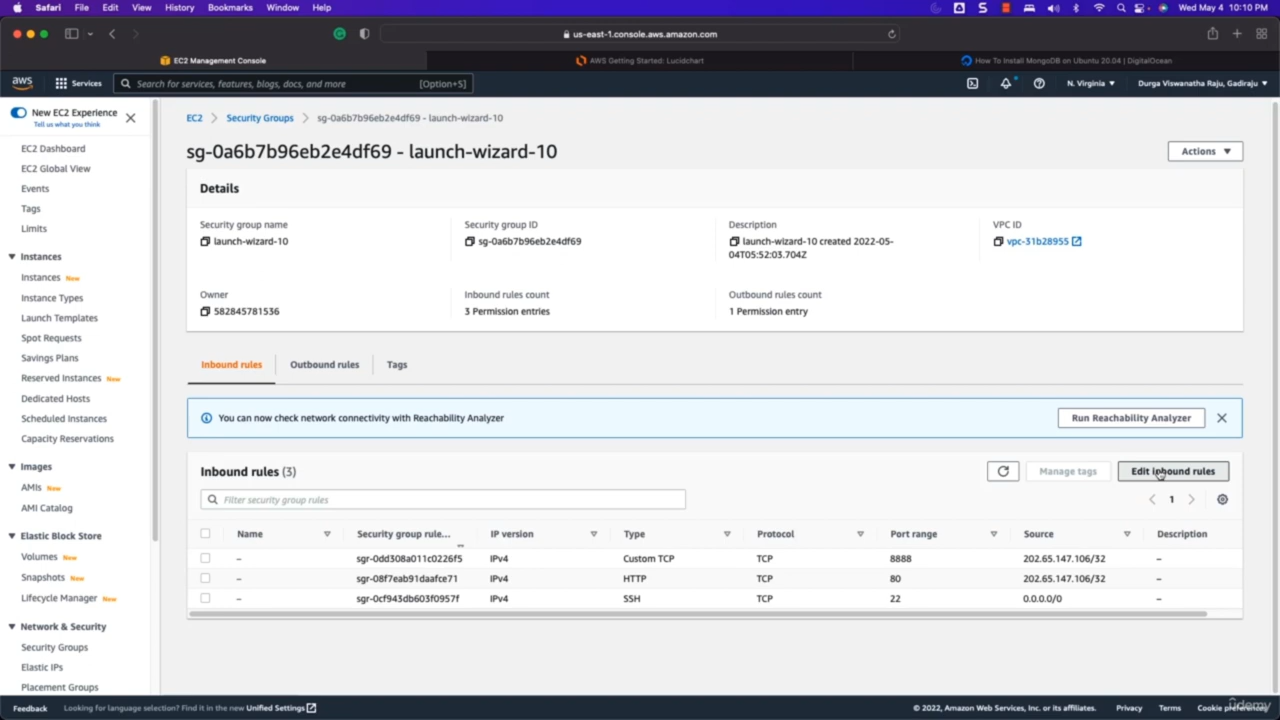 Safari File Edit View History Bookmarks Window Help Wed May 4 10:10 PM
us-east-1.console.aws.amazon.com
EC2 Management Console AWS Getting Started: Lucidchart How To Install MongoDB on Ubuntu 20.04 | DigitalOcean
aws Services Search for services, features, blogs, docs, and more [Option+S] N. Virginia Durga Viswanatha Raju, Gadiraju
New EC2 Experience
Tell us what you think
EC2 Dashboard
EC2 Global View
Events
Tags
Limits
Instances
Instances New
Instance Types
Launch Templates
Spot Requests
Savings Plans
Reserved Instances New
Dedicated Hosts
Scheduled Instances
Capacity Reservations
Images
AMIs New
AMI Catalog
Elastic Block Store
Volumes New
Snapshots New
Lifecycle Manager New
Network & Security
Security Groups
Elastic IPs
Placement Groups
EC2 > Security Groups > sg-0a6b7b96eb2e4df69 - launch-wizard-10
sg-0a6b7b96eb2e4df69 - launch-wizard-10 Actions
Details
Security group name Security group ID Description VPC ID
launch-wizard-10 sg-0a6b7b96eb2e4df69 launch-wizard-10 created 2022-05- vpc-31b28955
04T05:52:03.704Z
Owner Inbound rules count Outbound rules count
582845781536 3 Permission entries 1 Permission entry
Inbound rules Outbound rules Tags
You can now check network connectivity with Reachability Analyzer Run Reachability Analyzer
Inbound rules (3) Manage tags Edit inbound rules
Filter security group rules 1
Name Security group rule... IP version Type Protocol Port range Source Description
– sgr-0dd308a011c0226f5 IPv4 Custom TCP TCP 8888 202.65.147.106/32 –
– sgr-08f7eab91daafce71 IPv4 HTTP TCP 80 202.65.147.106/32 –
– sgr-0cf943db603f0957f IPv4 SSH TCP 22 0.0.0.0/0 –
Feedback Looking for language selection? Find it in the new Unified Settings © 2022, Amazon Web Services, Inc. or its affiliates. Privacy Terms Cookie preferences
udemy